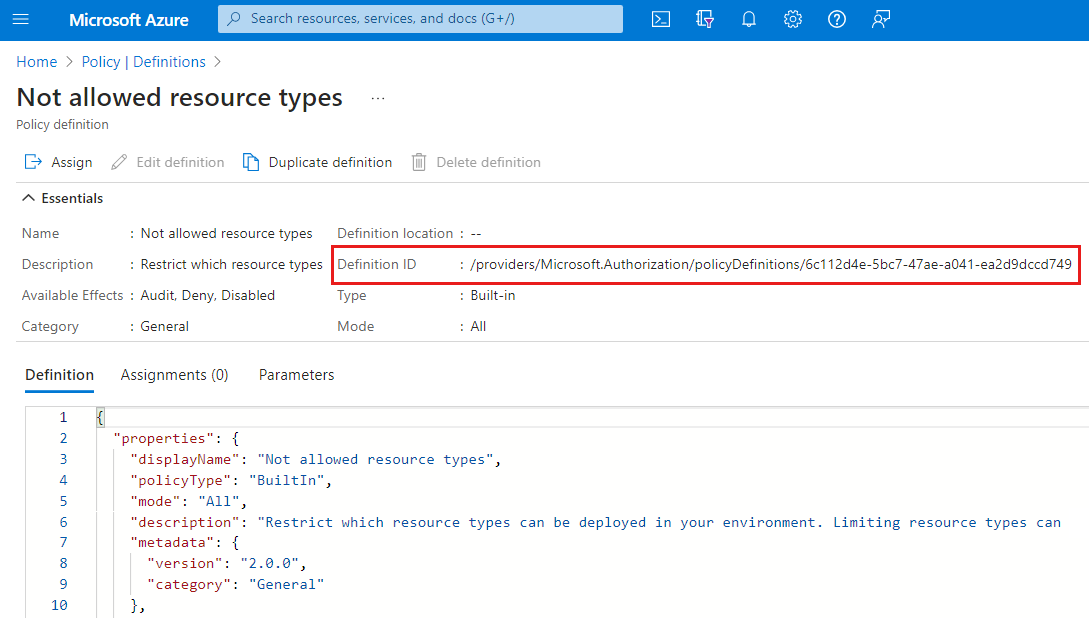 Microsoft Azure
Search resources, services, and docs (G+/)
Home > Policy | Definitions >
Not allowed resource types ...
Policy definition
Assign Edit definition Duplicate definition Delete definition
Essentials
Name : Not allowed resource types Definition location : --
Description : Restrict which resource types Definition ID : /providers/Microsoft.Authorization/policyDefinitions/6c112d4e-5bc7-47ae-a041-ea2d9dccd749
Available Effects : Audit, Deny, Disabled Type : Built-in
Category : General Mode : All
Definition Assignments (0) Parameters
1 {
2 "properties": {
3 "displayName": "Not allowed resource types",
4 "policyType": "BuiltIn",
5 "mode": "All",
6 "description": "Restrict which resource types can be deployed in your environment. Limiting resource types can
7 "metadata": {
8 "version": "2.0.0",
9 "category": "General"
10 },